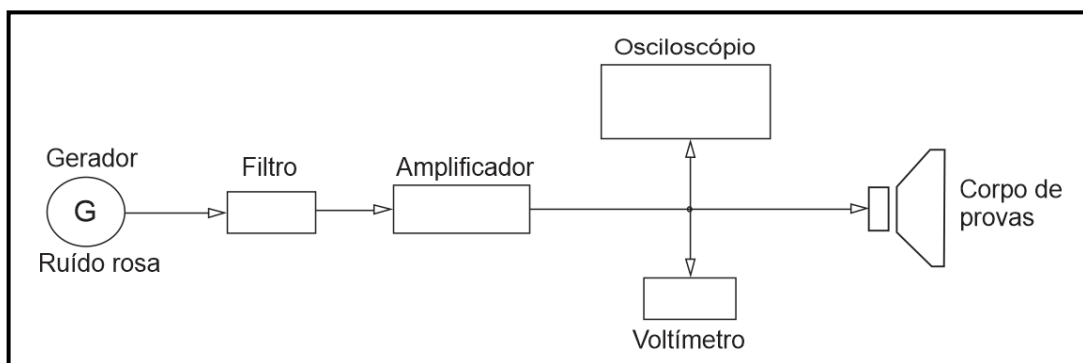 Osciloscópio
Gerador
Filtro
Amplificador
G
Corpo de
provas
Ruído rosa
Voltímetro